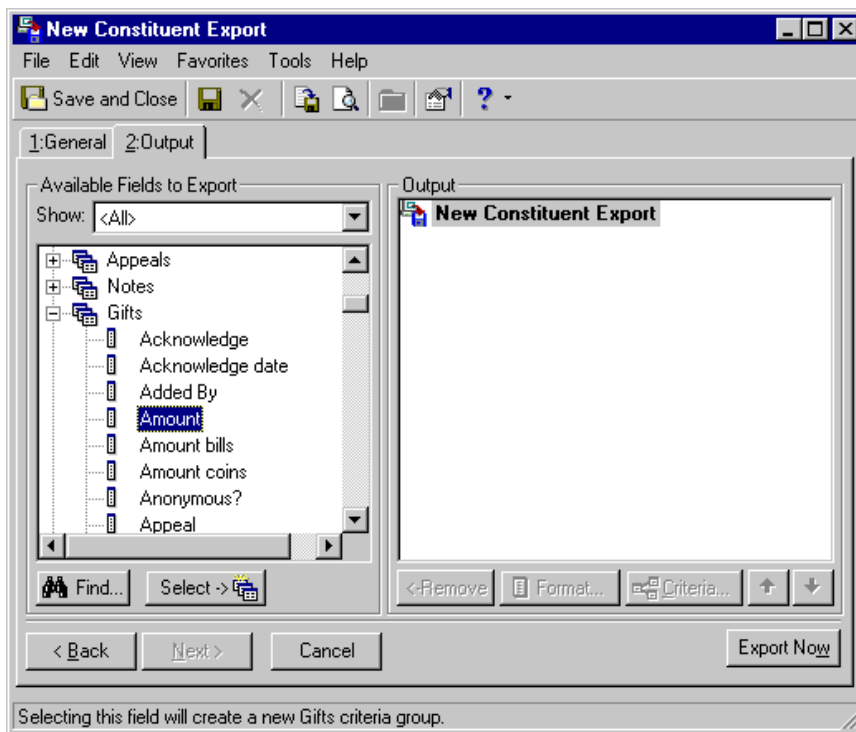 New Constituent Export
File Edit View Favorites Tools Help
Save and Close ?
1:General 2:Output
Available Fields to Export
Show: <All>
Appeals
Notes
Gifts
Acknowledge
Acknowledge date
Added By
Amount
Amount bills
Amount coins
Anonymous?
Appeal
Find... Select ->
Output
New Constituent Export
<-Remove Format... Criteria...
< Back Next > Cancel Export Now
Selecting this field will create a new Gifts criteria group.